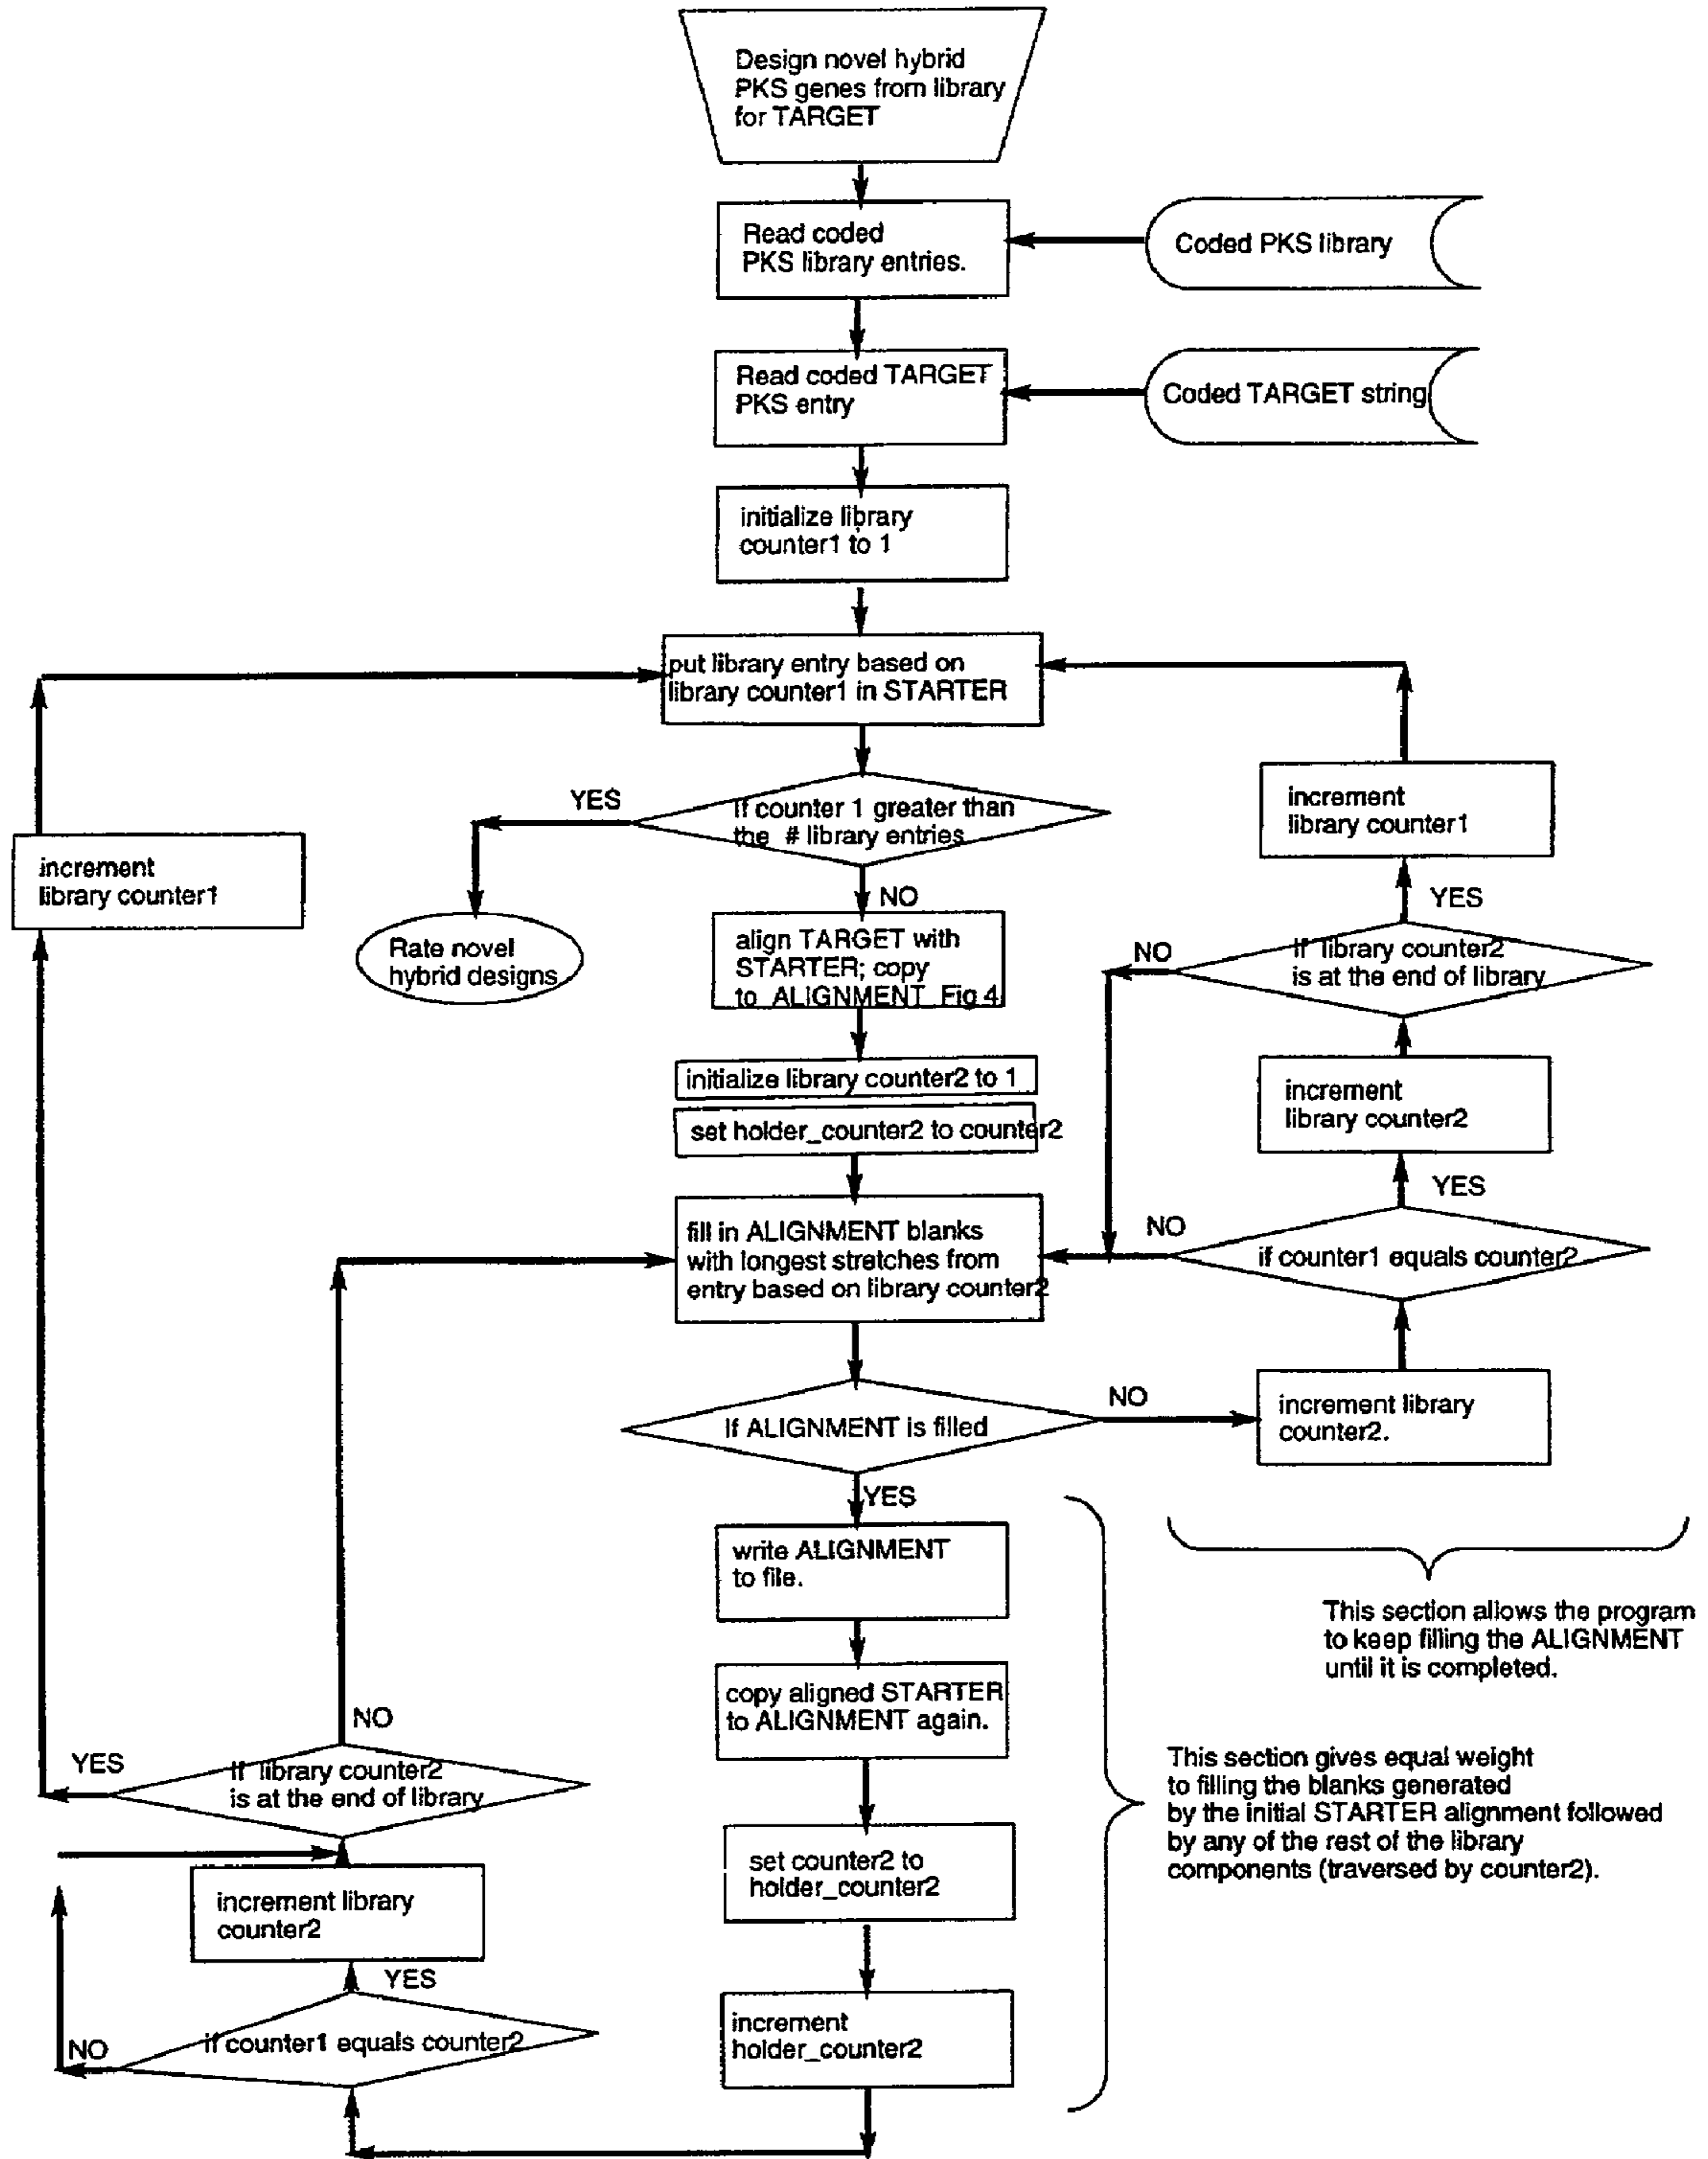 Design novel hybrid
PKS genes from library
for TARGET
Read coded
PKS library entries.
Coded PKS library
Read coded TARGET
PKS entry
Coded TARGET string
initialize library
counter1 to 1
put library entry based on
library counter1 in STARTER
If counter 1 greater than
the # library entries
YES
NO
increment
library counter1
increment
library counter1
Rate novel
hybrid designs
align TARGET with
STARTER; copy
to ALIGNMENT Fig 4
YES
If library counter2
is at the end of library
NO
initialize library counter2 to 1
set holder_counter2 to counter2
increment
library counter2
YES
fill in ALIGNMENT blanks
with longest stretches from
entry based on library counter2
NO
if counter1 equals counter2
If ALIGNMENT is filled
NO
increment library
counter2.
YES
write ALIGNMENT
to file.
This section allows the program
to keep filling the ALIGNMENT
until it is completed.
copy aligned STARTER
to ALIGNMENT again.
NO
YES
If library counter2
is at the end of library
This section gives equal weight
to filling the blanks generated
by the initial STARTER alignment followed
by any of the rest of the library
components (traversed by counter2).
set counter2 to
holder_counter2
increment library
counter2
YES
NO
if counter1 equals counter2
increment
holder_counter2